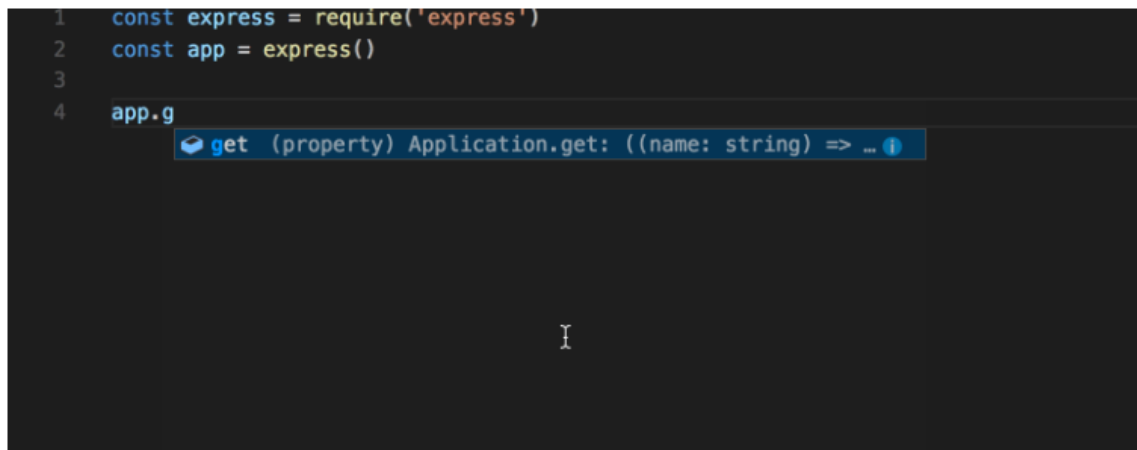 1 const express = require('express')
2 const app = express()
3
4 app.g
get (property) Application.get: ((name: string) => …